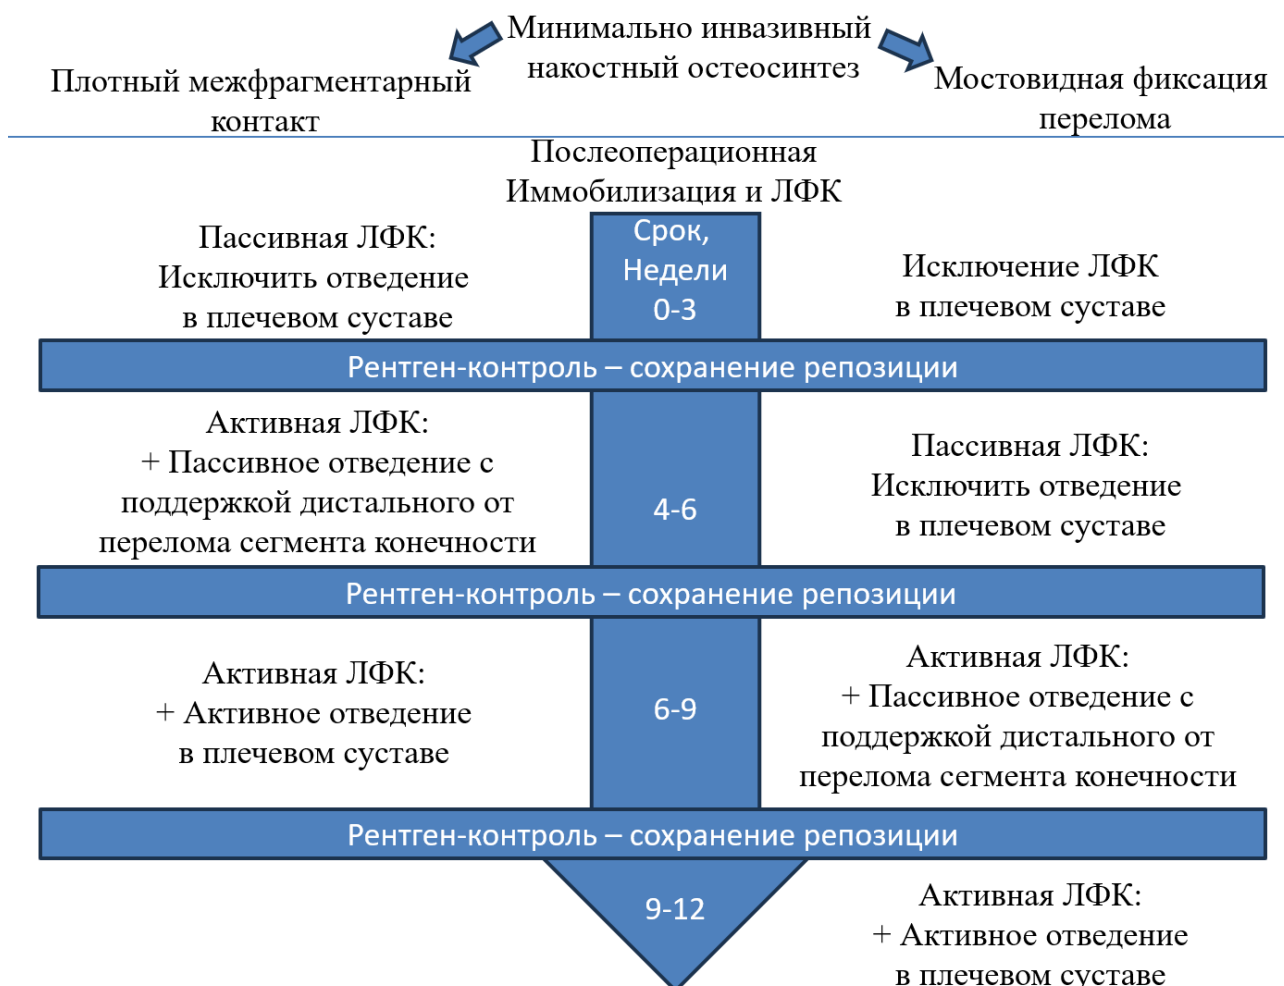 Минимально инвазивный
накостный остеосинтез
Плотный межфрагментарный
контакт
Мостовидная фиксация
перелома
Послеоперационная
Иммобилизация и ЛФК
Срок,
Недели
0-3
Пассивная ЛФК:
Исключить отведение
в плечевом суставе
Исключение ЛФК
в плечевом суставе
Рентген-контроль – сохранение репозиции
Активная ЛФК:
+ Пассивное отведение с
поддержкой дистального от
перелома сегмента конечности
4-6
Пассивная ЛФК:
Исключить отведение
в плечевом суставе
Рентген-контроль – сохранение репозиции
Активная ЛФК:
+ Активное отведение
в плечевом суставе
6-9
Активная ЛФК:
+ Пассивное отведение с
поддержкой дистального от
перелома сегмента конечности
Рентген-контроль – сохранение репозиции
9-12
Активная ЛФК:
+ Активное отведение
в плечевом суставе